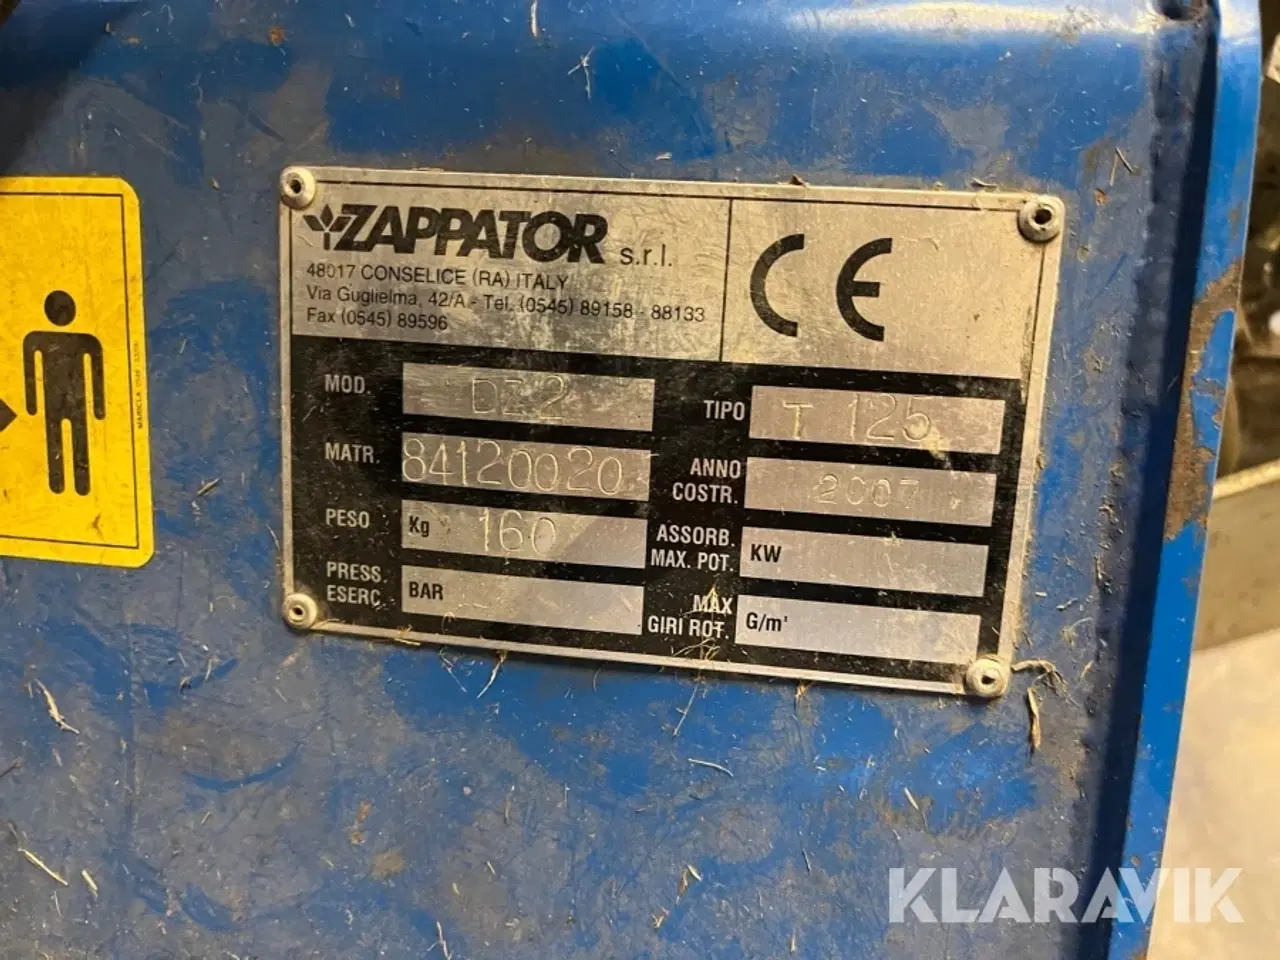 ZAPPATOR s.r.l.
48017 CONSELICE (RA) ITALY
Via Guglielma, 42/A - Tel. (0545) 89158 - 88133
Fax (0545) 89596
CE
MOD. DZ2
TIPO T 125
MATR. 84120020
ANNO COSTR. 2007
PESO Kg 160
ASSORB. MAX. POT. KW
PRESS. ESERC. BAR
MAX GIRI ROT. G/m'
KLARAVIK